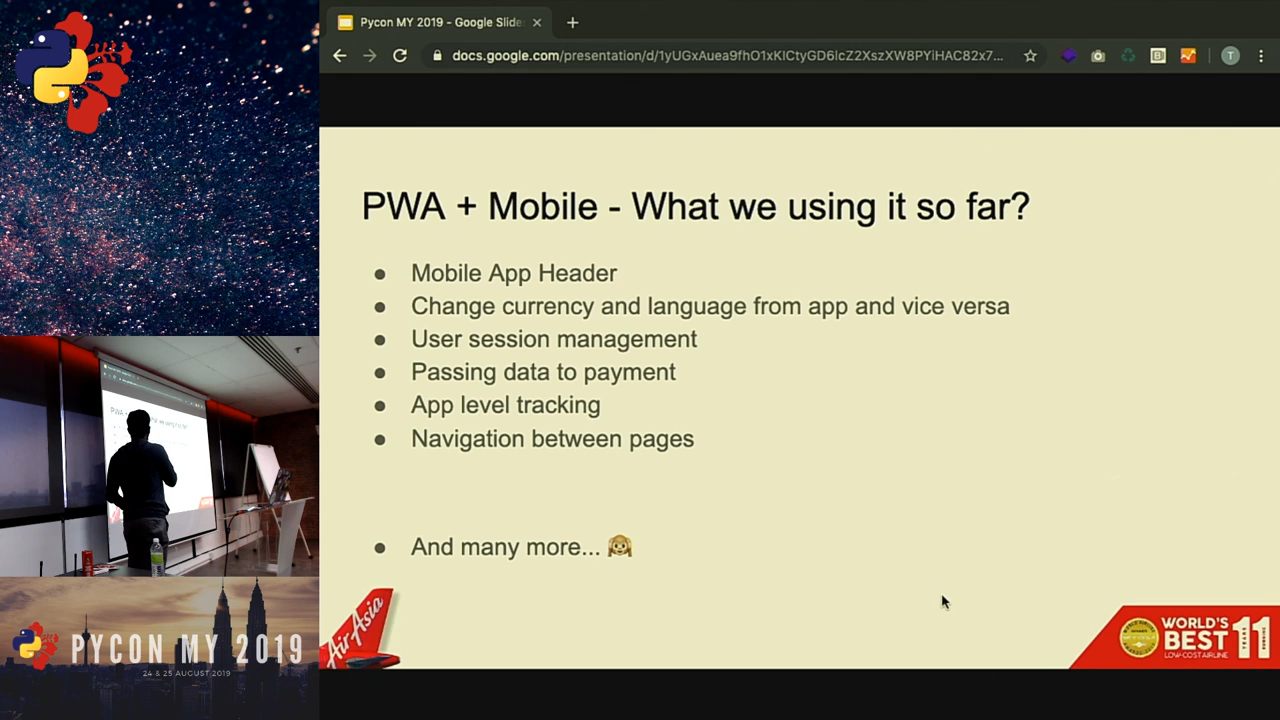 Pycon MY 2019 - Google Slide
docs.google.com/presentation/d/1yUGxAuea9fhO1xKlCtyGD6lcZ2XszXW8PYiHAC82x7...
B
T
PWA + Mobile - What we using it so far?
● Mobile App Header
● Change currency and language from app and vice versa
● User session management
● Passing data to payment
● App level tracking
● Navigation between pages
● And many more... 🙉
AirAsia
WORLD'S
BEST
LOW-COST AIRLINE
11
YEARS
RUNNING
PYCON MY 2019
24 & 25 AUGUST 2019